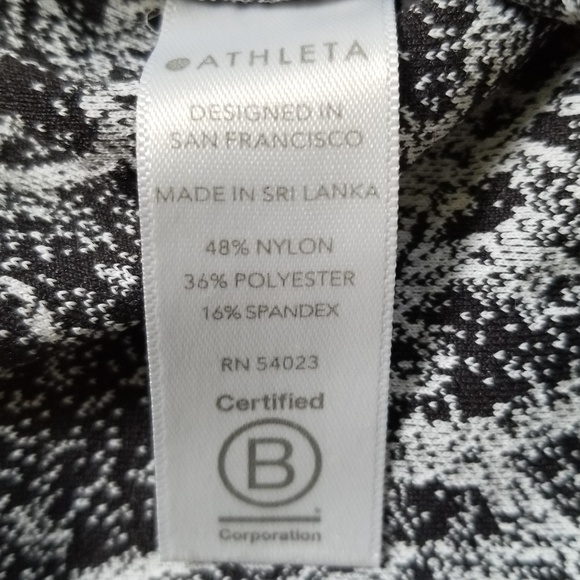 ATHLETA
DESIGNED IN
SAN FRANCISCO
MADE IN SRI LANKA
48% NYLON
36% POLYESTER
16% SPANDEX
RN 54023
Certified
B
Corporation